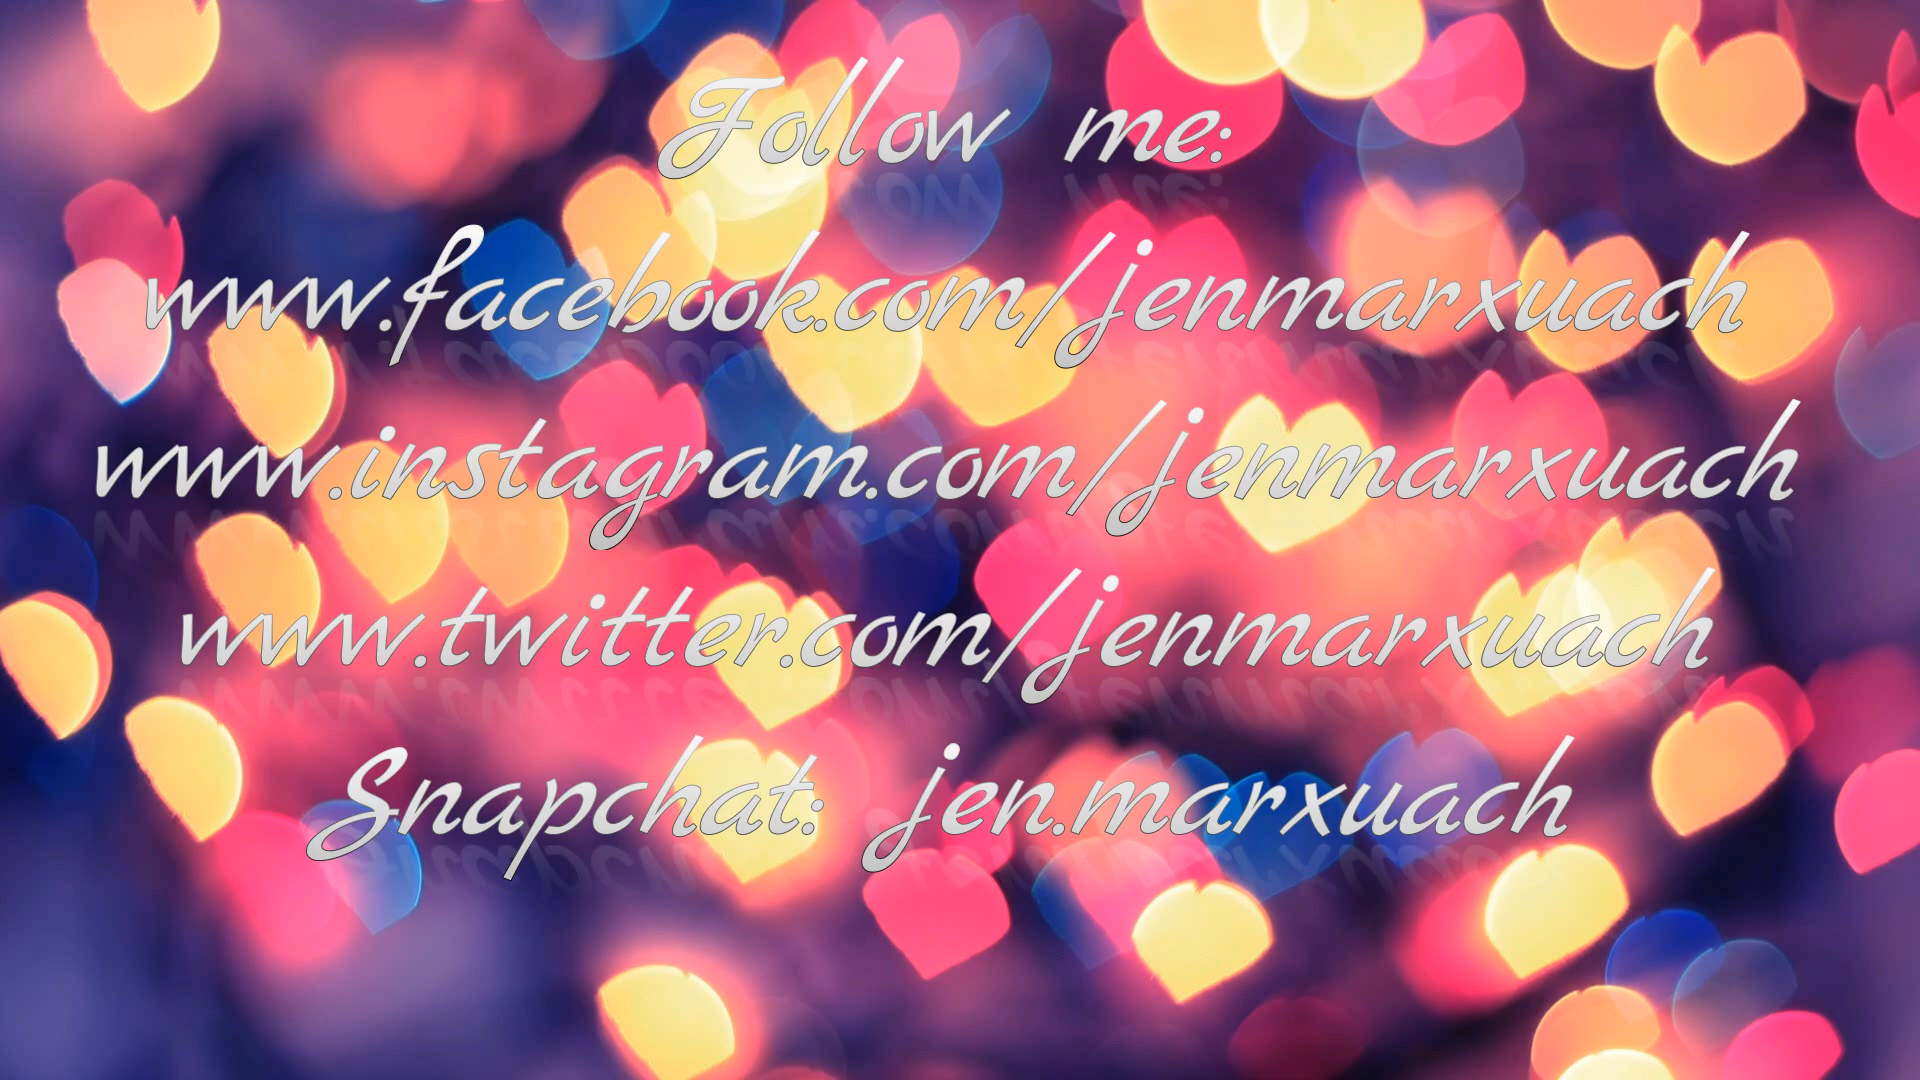 Follow me:
www.facebook.com/jenmarxuach
www.instagram.com/jenmarxuach
www.twitter.com/jenmarxuach
Snapchat: jen.marxuach